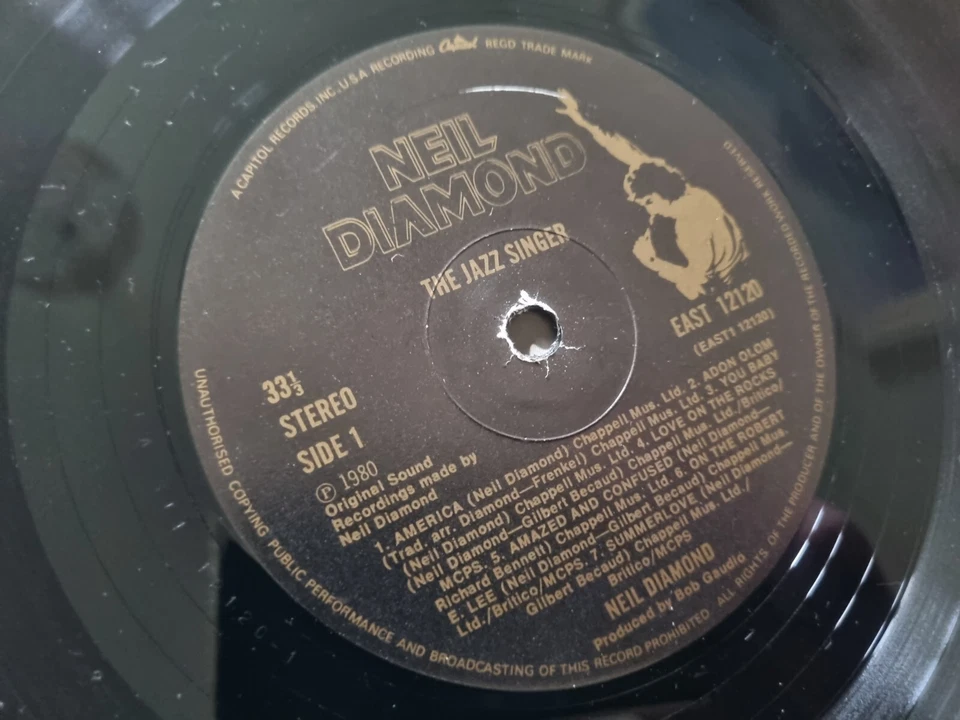 A CAPITOL RECORDS, INC., U.S.A RECORDING Capitol REGD TRADE MARK
NEIL
DIAMOND
THE JAZZ SINGER
EAST 12120
(EAST1 12120)
33⅓
STEREO
SIDE 1
Ⓟ 1980
Original Sound
Recordings made by
Neil Diamond
1. AMERICA (Neil Diamond) Chappell Mus. Ltd. 2. ADON OLOM
(Trad. arr. Diamond—Frenkel) Chappell Mus. Ltd. 3. YOU BABY
(Neil Diamond) Chappell Mus. Ltd. 4. LOVE ON THE ROCKS
(Neil Diamond—Gilbert Becaud) Chappell Mus. Ltd./Britico/
MCPS. 5. AMAZED AND CONFUSED (Neil Diamond—
Richard Bennett) Chappell Mus. Ltd. 6. ON THE ROBERT
E. LEE (Neil Diamond—Gilbert Becaud) Chappell Mus.
Ltd./Britico/MCPS. 7. SUMMERLOVE (Neil Diamond—
Gilbert Becaud) Chappell Mus. Ltd./
Britico/MCPS
NEIL DIAMOND
Produced by Bob Gaudio
UNAUTHORISED COPYING PUBLIC PERFORMANCE AND BROADCASTING OF THIS RECORD PROHIBITED ALL RIGHTS OF THE PRODUCER AND OF THE OWNER OF THE RECORDED WORK RESERVED